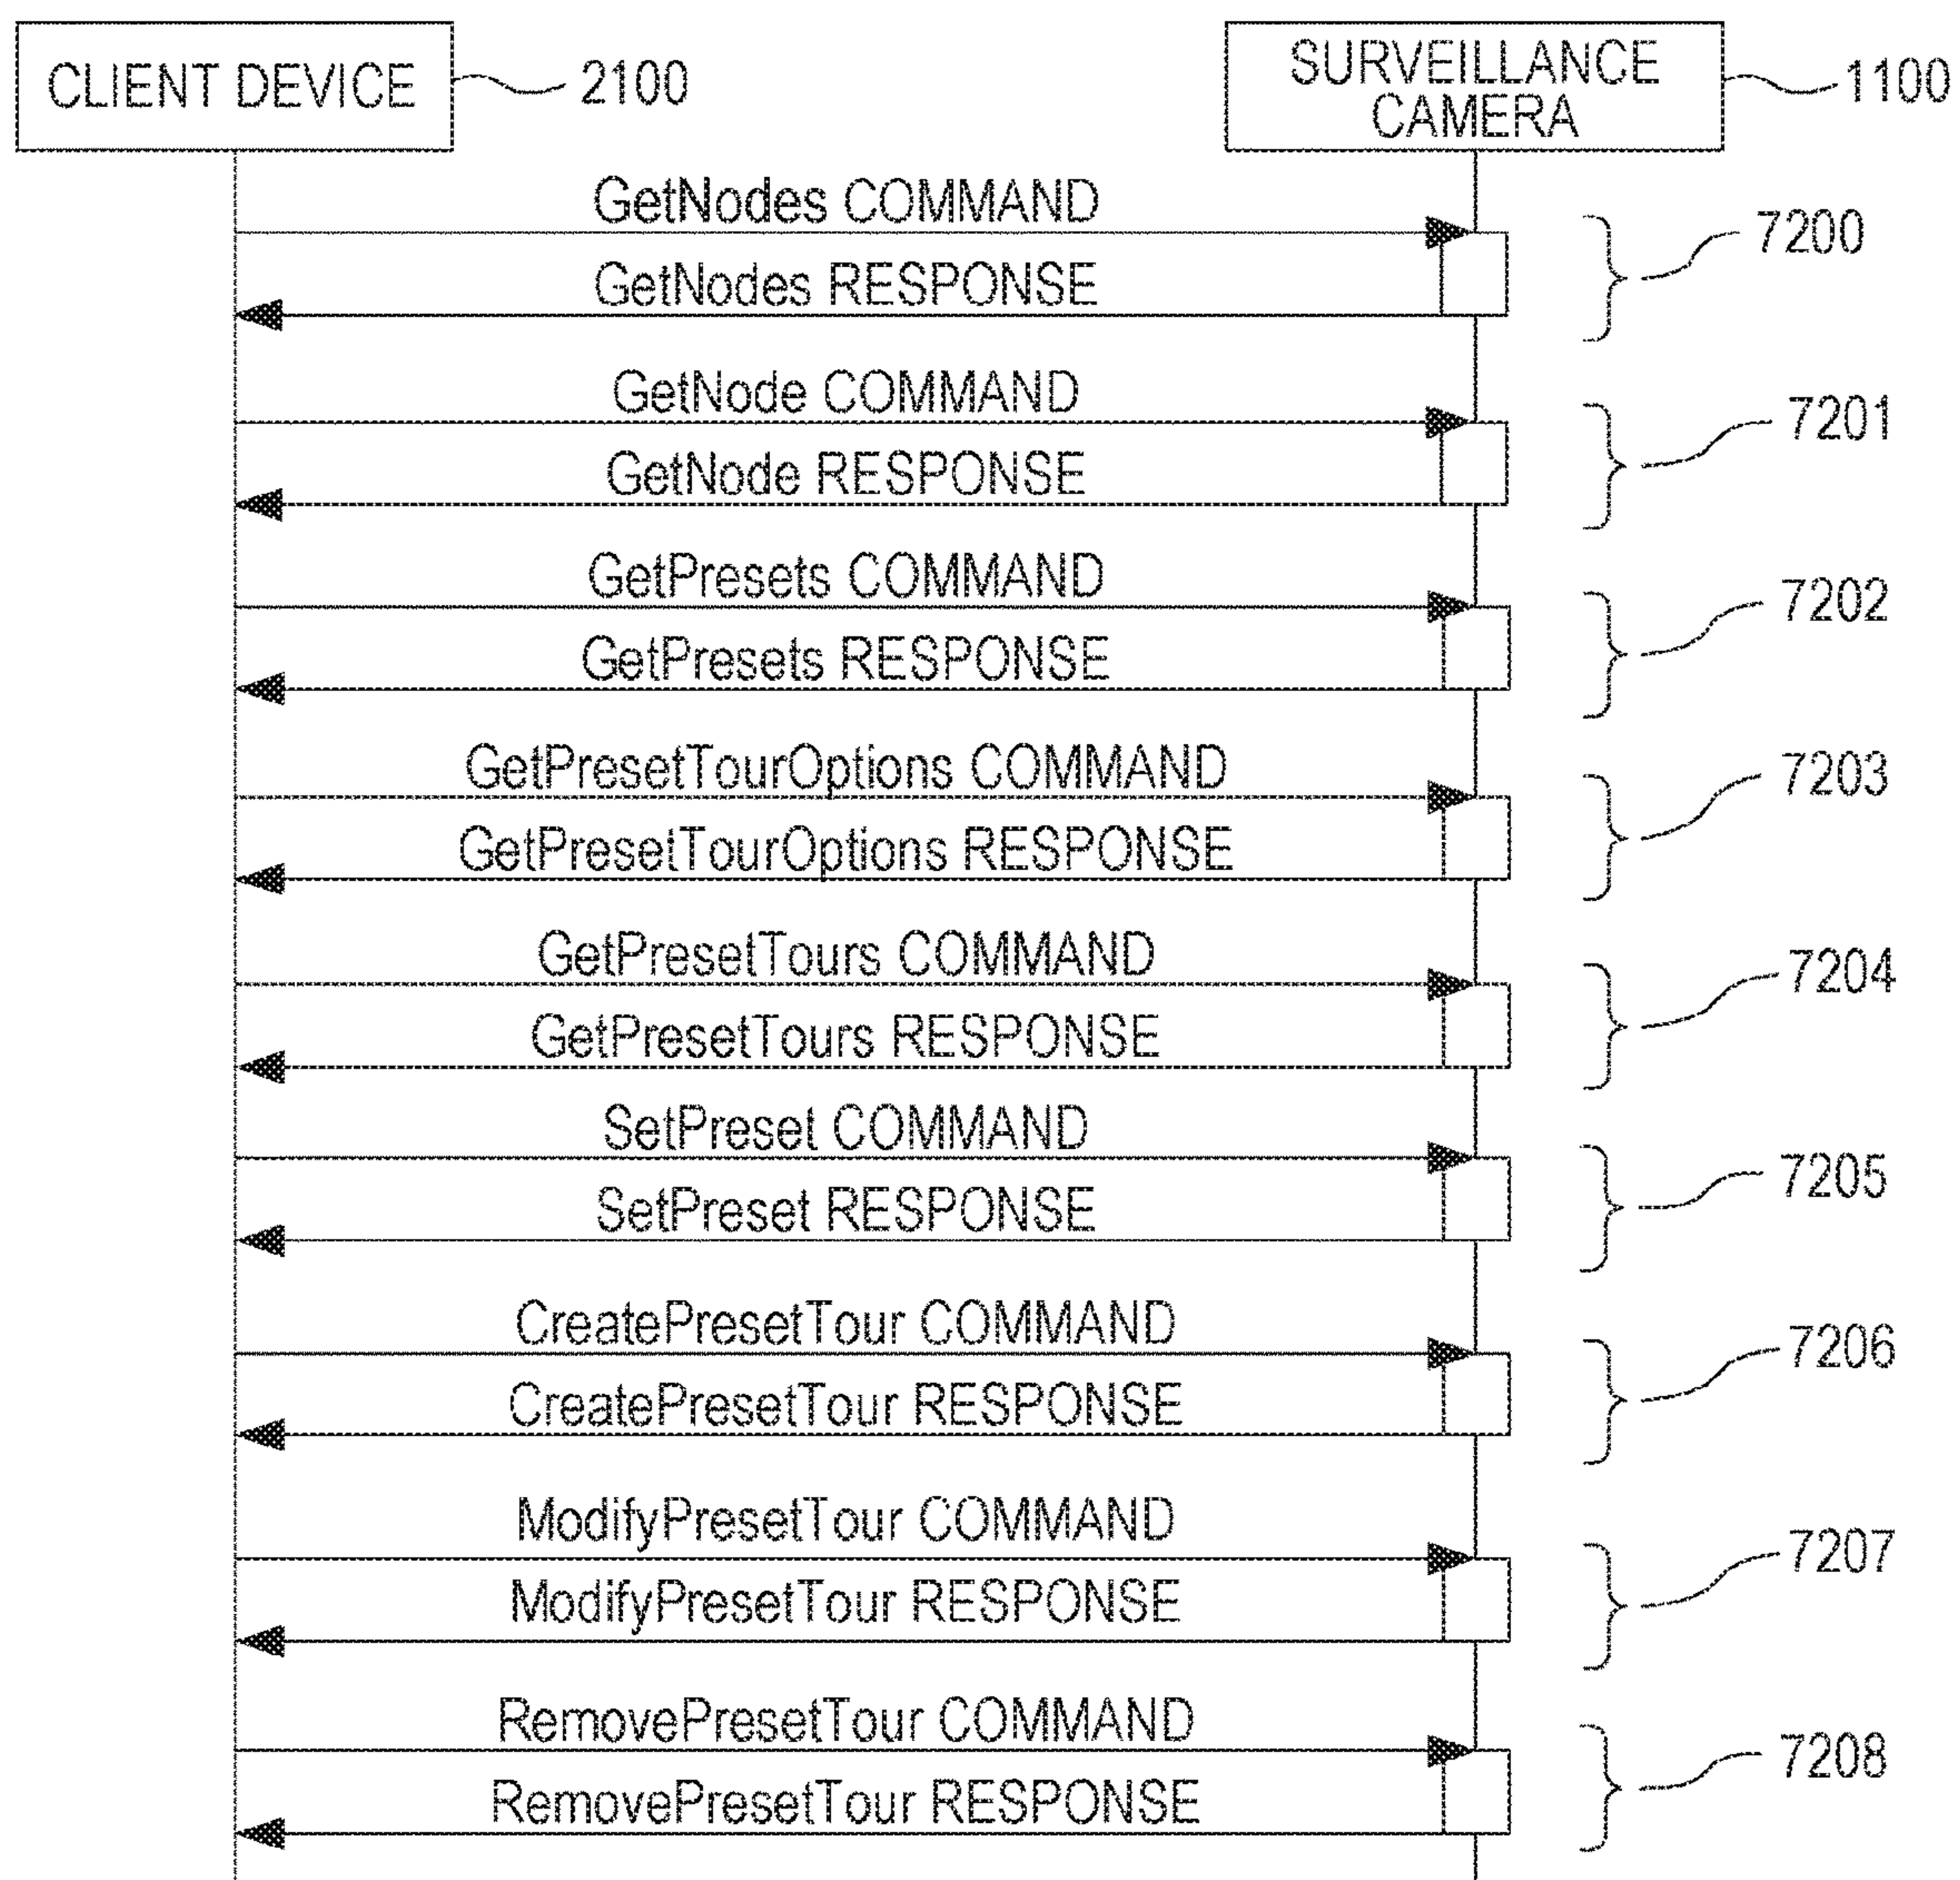 CLIENT DEVICE
2100
SURVEILLANCE
CAMERA
1100
GetNodes COMMAND
7200
GetNodes RESPONSE
GetNode COMMAND
7201
GetNode RESPONSE
GetPresets COMMAND
7202
GetPresets RESPONSE
GetPresetTourOptions COMMAND
7203
GetPresetTourOptions RESPONSE
GetPresetTours COMMAND
7204
GetPresetTours RESPONSE
SetPreset COMMAND
7205
SetPreset RESPONSE
CreatePresetTour COMMAND
7206
CreatePresetTour RESPONSE
ModifyPresetTour COMMAND
7207
ModifyPresetTour RESPONSE
RemovePresetTour COMMAND
7208
RemovePresetTour RESPONSE